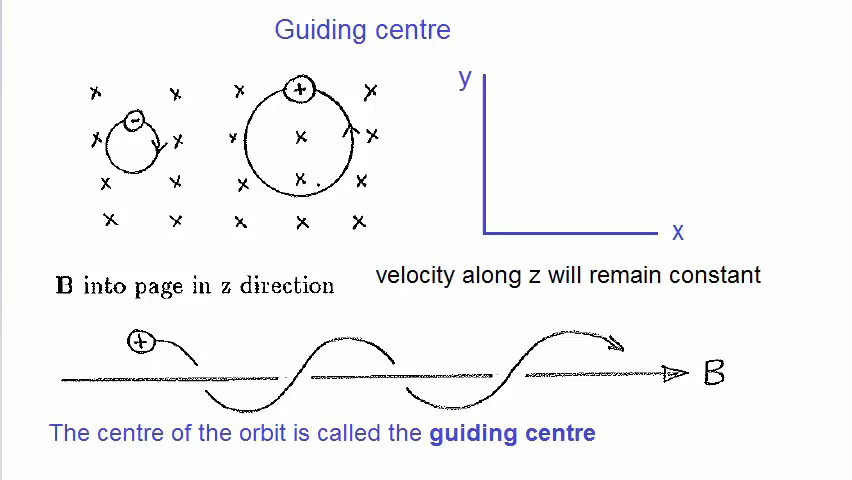 Guiding centre
y
x x x x
- +
x x x x x
x x x x
x x x x x
x
B into page in z direction
velocity along z will remain constant
+
B
The centre of the orbit is called the guiding centre